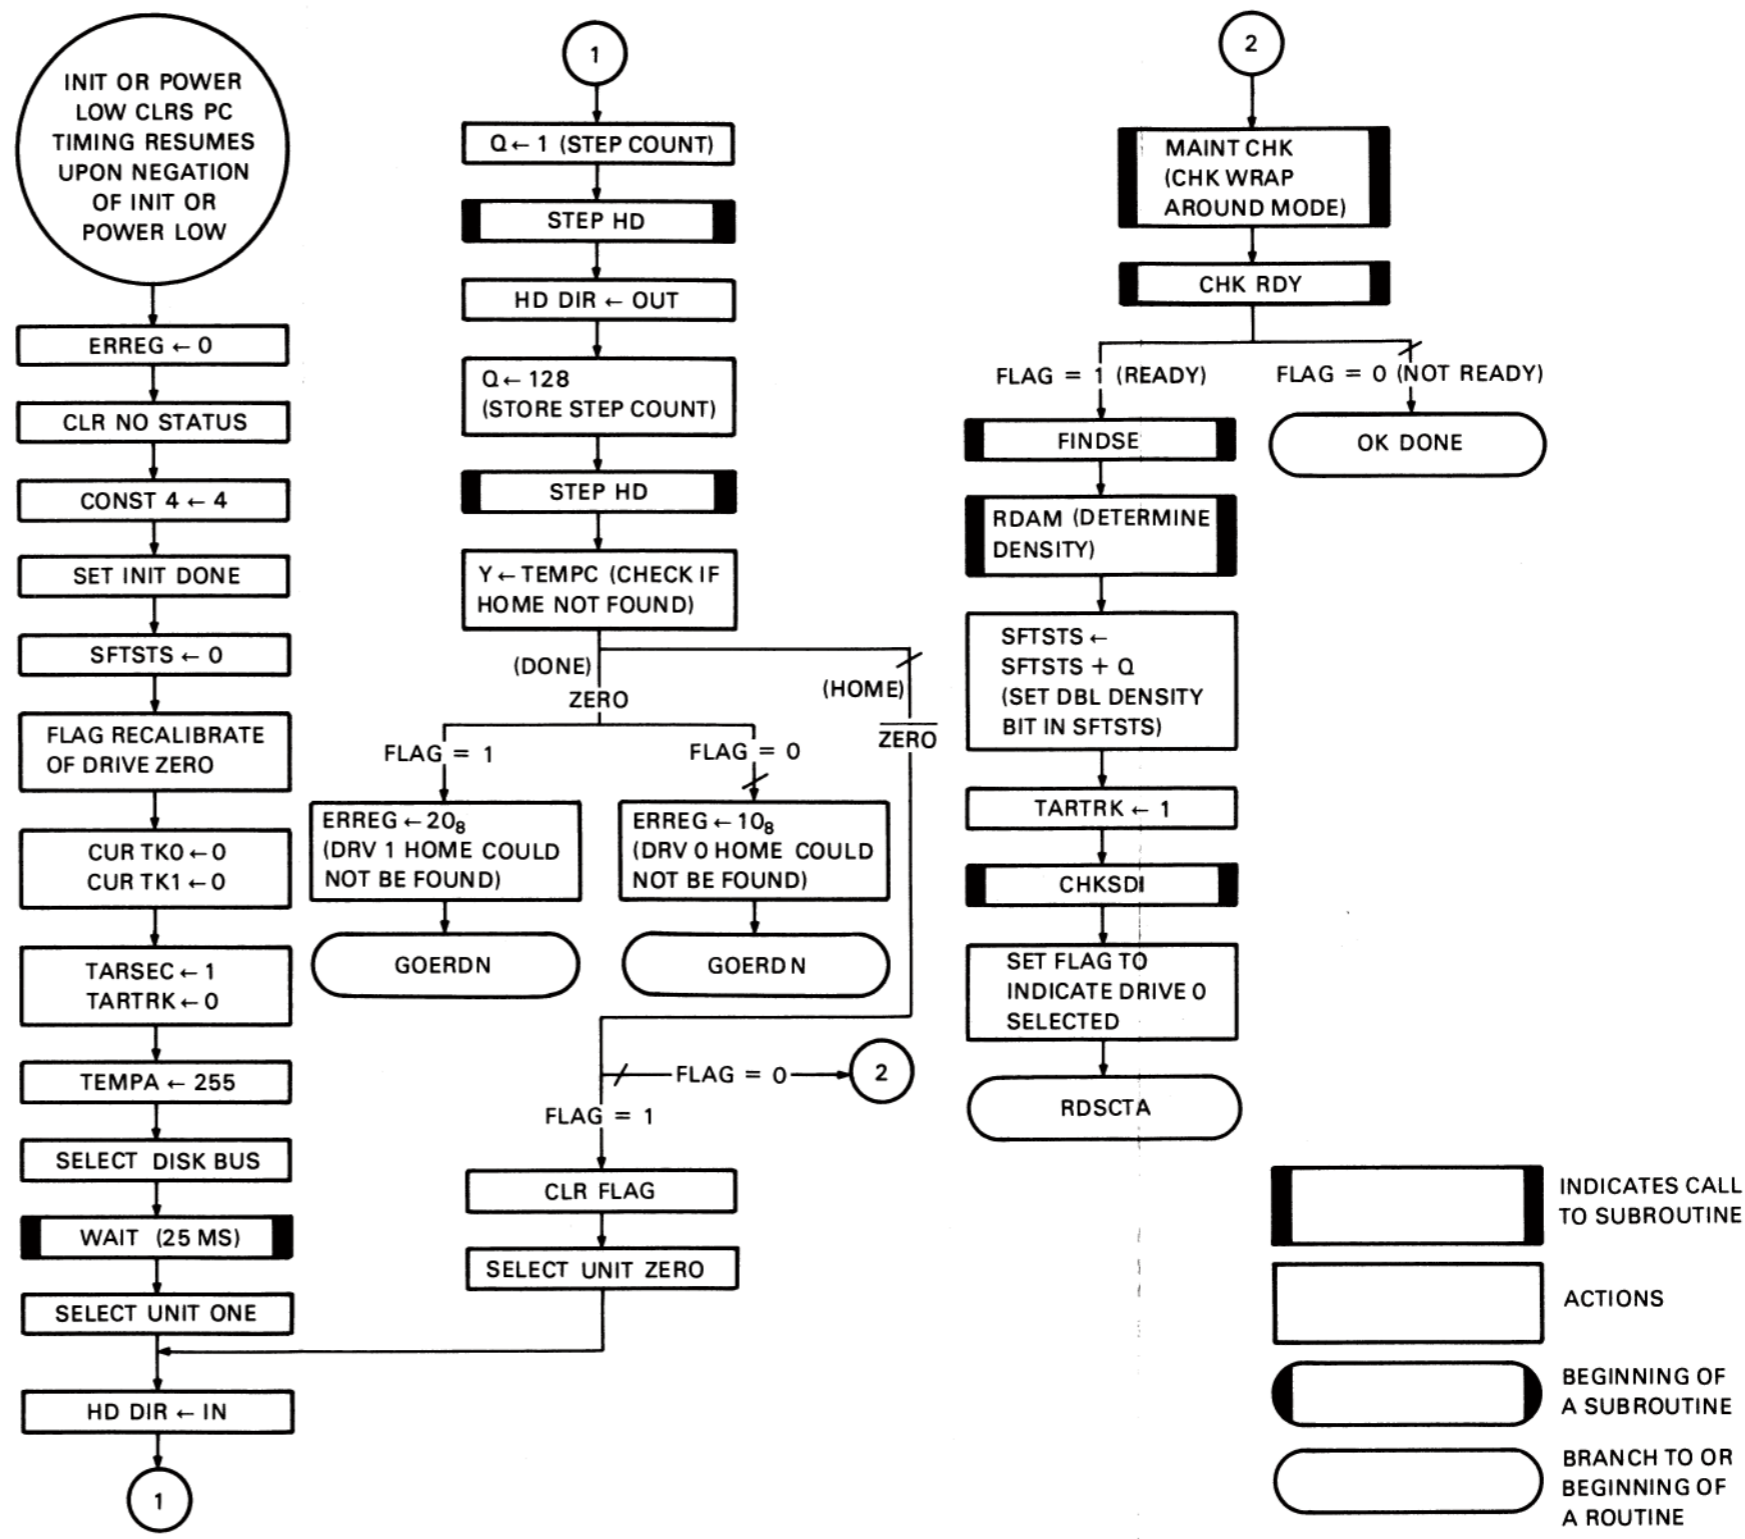 INIT OR POWER
LOW CLRS PC
TIMING RESUMES
UPON NEGATION
OF INIT OR
POWER LOW
ERREG ← 0
CLR NO STATUS
CONST 4 ← 4
SET INIT DONE
SFTSTS ← 0
FLAG RECALIBRATE
OF DRIVE ZERO
CUR TK0 ← 0
CUR TK1 ← 0
TARSEC ← 1
TARTRK ← 0
TEMPA ← 255
SELECT DISK BUS
WAIT (25 MS)
SELECT UNIT ONE
HD DIR ← IN
1
1
Q ← 1 (STEP COUNT)
STEP HD
HD DIR ← OUT
Q ← 128
(STORE STEP COUNT)
STEP HD
Y ← TEMPC (CHECK IF
HOME NOT FOUND)
(DONE)
ZERO
(HOME)
ZERO
FLAG = 1
FLAG = 0
ERREG ← 20₈
(DRV 1 HOME COULD
NOT BE FOUND)
ERREG ← 10₈
(DRV 0 HOME COULD
NOT BE FOUND)
GOERDN
GOERDN
FLAG = 0
2
FLAG = 1
CLR FLAG
SELECT UNIT ZERO
2
MAINT CHK
(CHK WRAP
AROUND MODE)
CHK RDY
FLAG = 1 (READY)
FLAG = 0 (NOT READY)
FINDSE
OK DONE
RDAM (DETERMINE
DENSITY)
SFTSTS ←
SFTSTS + Q
(SET DBL DENSITY
BIT IN SFTSTS)
TARTRK ← 1
CHKSDI
SET FLAG TO
INDICATE DRIVE 0
SELECTED
RDSCTA
INDICATES CALL
TO SUBROUTINE
ACTIONS
BEGINNING OF
A SUBROUTINE
BRANCH TO OR
BEGINNING OF
A ROUTINE